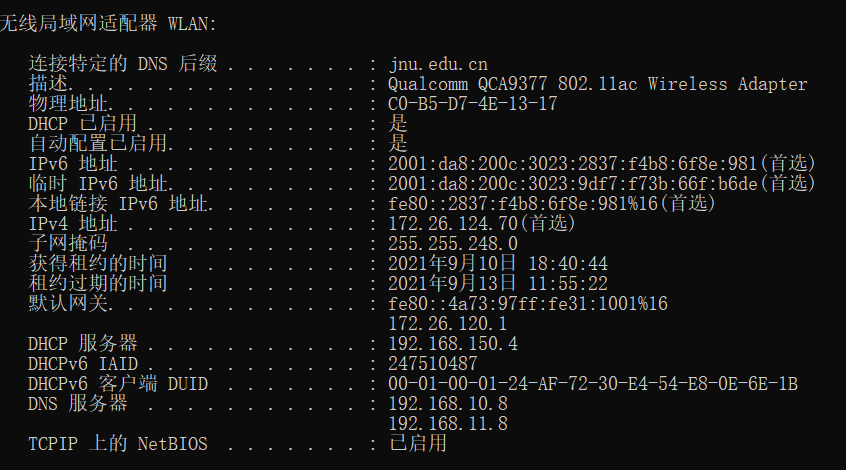 无线局域网适配器 WLAN:
连接特定的 DNS 后缀 . . . . . . . : jnu.edu.cn
描述. . . . . . . . . . . . . . . : Qualcomm QCA9377 802.11ac Wireless Adapter
物理地址. . . . . . . . . . . . . : C0-B5-D7-4E-13-17
DHCP 已启用 . . . . . . . . . . . : 是
自动配置已启用. . . . . . . . . . : 是
IPv6 地址 . . . . . . . . . . . . : 2001:da8:200c:3023:2837:f4b8:6f8e:981(首选)
临时 IPv6 地址. . . . . . . . . . : 2001:da8:200c:3023:9df7:f73b:66f:b6de(首选)
本地链接 IPv6 地址. . . . . . . . : fe80::2837:f4b8:6f8e:981%16(首选)
IPv4 地址 . . . . . . . . . . . . : 172.26.124.70(首选)
子网掩码  . . . . . . . . . . . . : 255.255.248.0
获得租约的时间  . . . . . . . . . : 2021年9月10日 18:40:44
租约过期的时间  . . . . . . . . . : 2021年9月13日 11:55:22
默认网关. . . . . . . . . . . . . : fe80::4a73:97ff:fe31:1001%16
172.26.120.1
DHCP 服务器 . . . . . . . . . . . : 192.168.150.4
DHCPv6 IAID . . . . . . . . . . . : 247510487
DHCPv6 客户端 DUID  . . . . . . . : 00-01-00-01-24-AF-72-30-E4-54-E8-0E-6E-1B
DNS 服务器  . . . . . . . . . . . : 192.168.10.8
192.168.11.8
TCPIP 上的 NetBIOS  . . . . . . . : 已启用